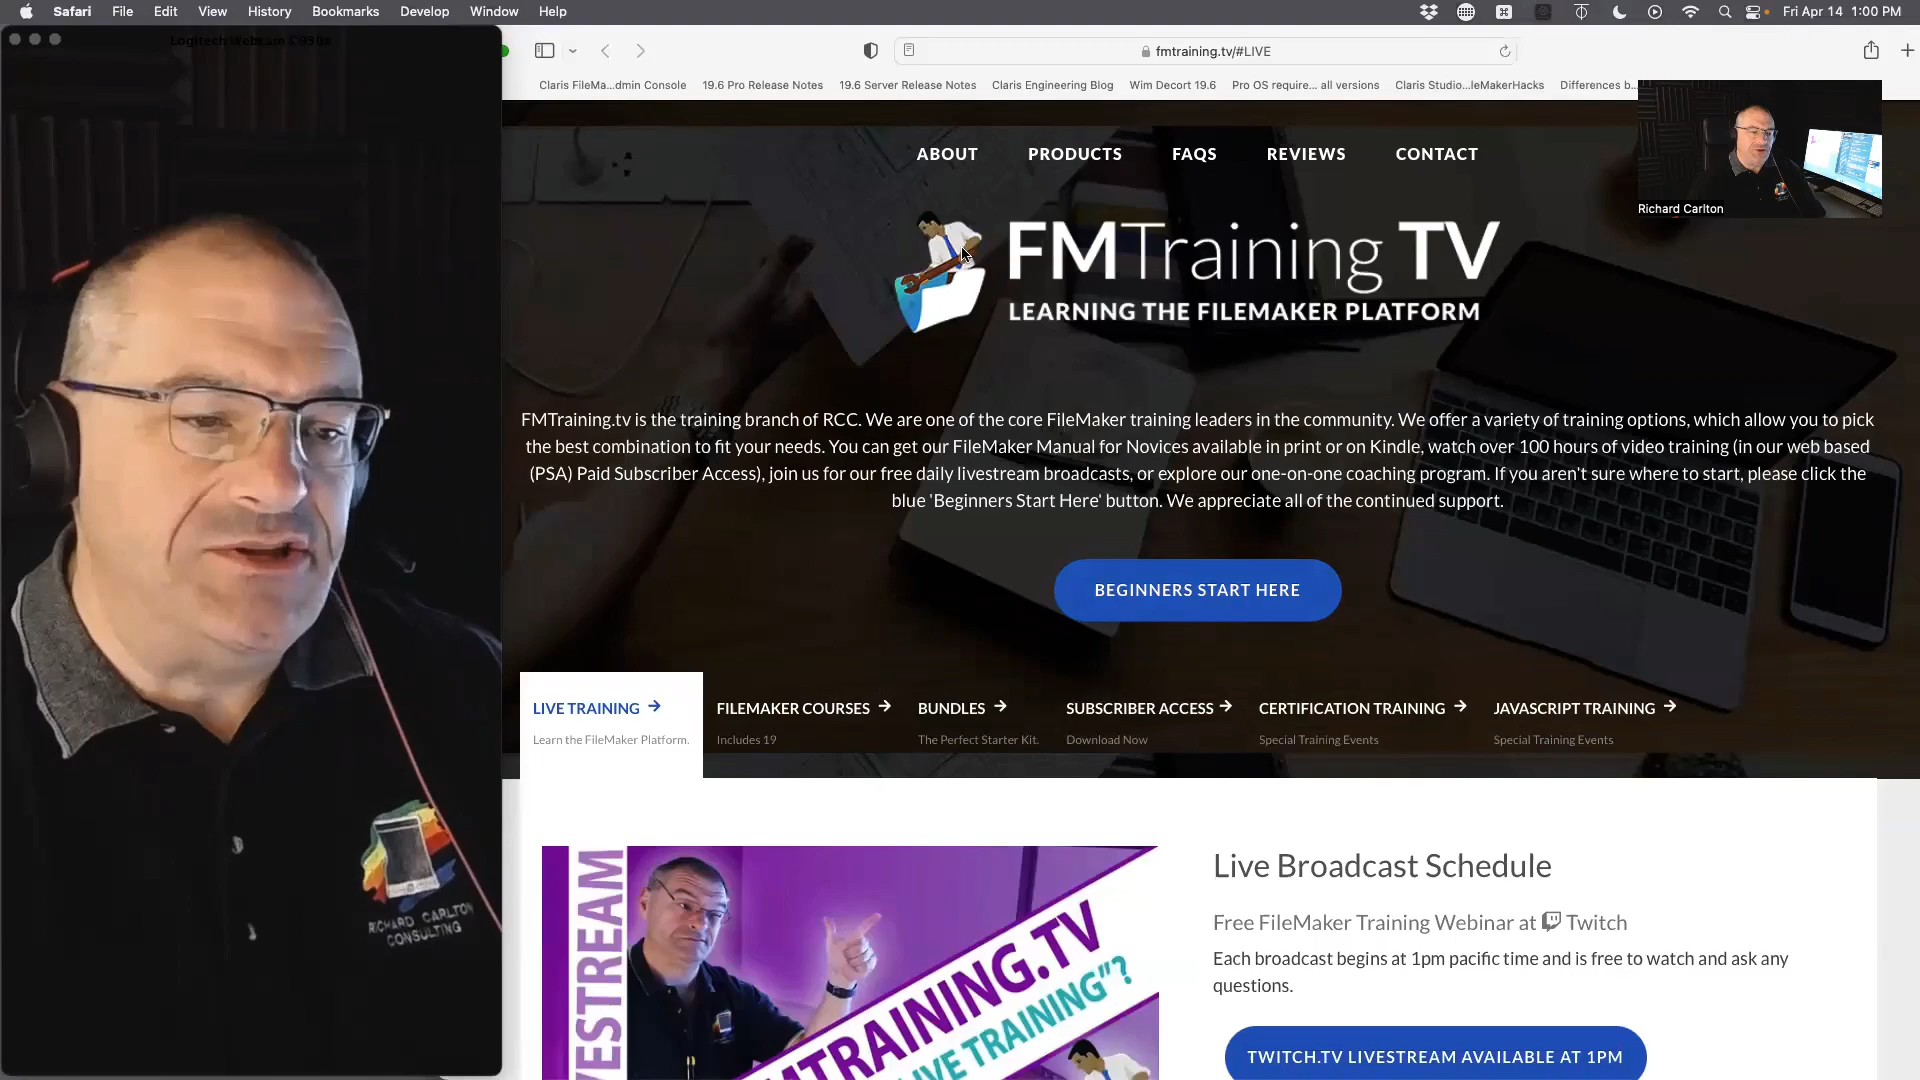 Safari File Edit View History Bookmarks Develop Window Help
Fri Apr 14 1:00 PM
fmtraining.tv/#LIVE
Claris FileMa...dmin Console 19.6 Pro Release Notes 19.6 Server Release Notes Claris Engineering Blog Wim Decort 19.6 Pro OS require... all versions Claris Studio...leMakerHacks Differences b...
ABOUT PRODUCTS FAQS REVIEWS CONTACT
Richard Carlton
FMTraining TV
LEARNING THE FILEMAKER PLATFORM
FMTraining.tv is the training branch of RCC. We are one of the core FileMaker training leaders in the community. We offer a variety of training options, which allow you to pick
the best combination to fit your needs. You can get our FileMaker Manual for Novices available in print or on Kindle, watch over 100 hours of video training (in our web based
(PSA) Paid Subscriber Access), join us for our free daily livestream broadcasts, or explore our one-on-one coaching program. If you aren't sure where to start, please click the
blue 'Beginners Start Here' button. We appreciate all of the continued support.
BEGINNERS START HERE
LIVE TRAINING FILEMAKER COURSES BUNDLES SUBSCRIBER ACCESS CERTIFICATION TRAINING JAVASCRIPT TRAINING
Learn the FileMaker Platform. Includes 19 The Perfect Starter Kit. Download Now Special Training Events Special Training Events
RICHARD CARLTON
CONSULTING
Live Broadcast Schedule
Free FileMaker Training Webinar at Twitch
Each broadcast begins at 1pm pacific time and is free to watch and ask any
questions.
TWITCH.TV LIVESTREAM AVAILABLE AT 1PM
VESTREAM
MTRAINING.TV
LIVE TRAINING"?